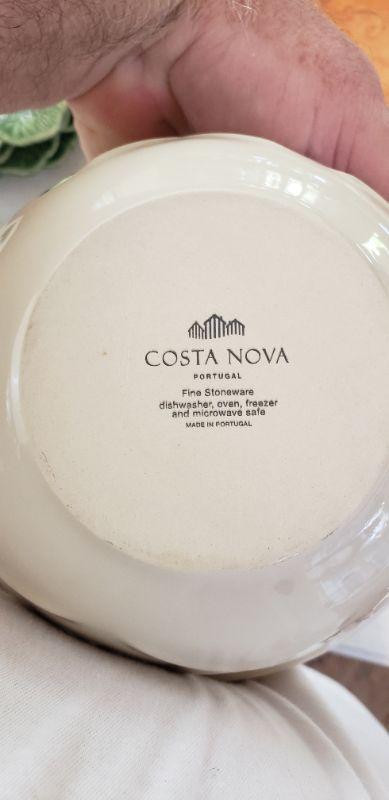 COSTA NOVA
PORTUGAL
Fine Stoneware
dishwasher, oven, freezer
and microwave safe
MADE IN PORTUGAL